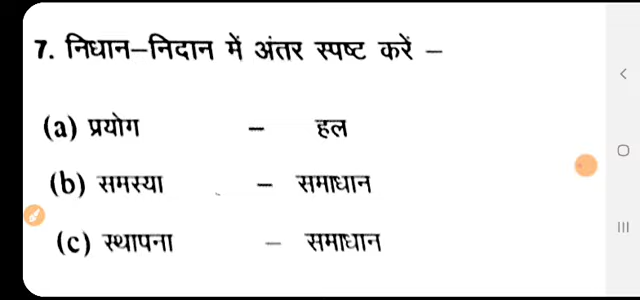 7. निधान–निदान में अंतर स्पष्ट करें –
(a) प्रयोग – हल
(b) समस्या – समाधान
(c) स्थापना – समाधान